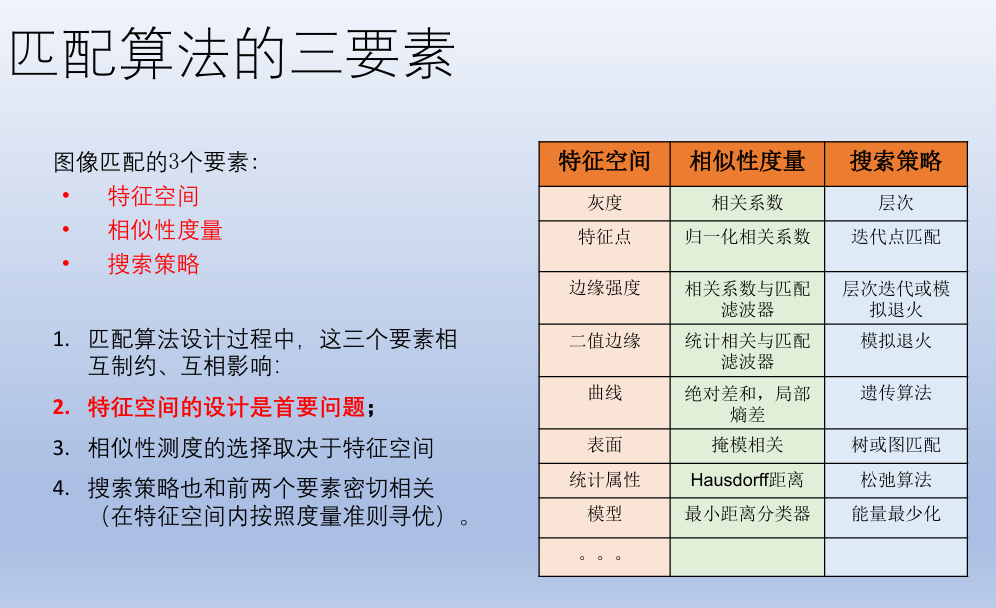 匹配算法的三要素
图像匹配的3个要素：
• 特征空间
• 相似性度量
• 搜索策略
1. 匹配算法设计过程中，这三个要素相
互制约、互相影响：
2. 特征空间的设计是首要问题；
3. 相似性测度的选择取决于特征空间
4. 搜索策略也和前两个要素密切相关
（在特征空间内按照度量准则寻优）。
特征空间 相似性度量 搜索策略
灰度 相关系数 层次
特征点 归一化相关系数 迭代点匹配
边缘强度 相关系数与匹配 层次迭代或模
滤波器 拟退火
二值边缘 统计相关与匹配 模拟退火
滤波器
曲线 绝对差和，局部 遗传算法
熵差
表面 掩模相关 树或图匹配
统计属性 Hausdorff距离 松弛算法
模型 最小距离分类器 能量最少化
。。。